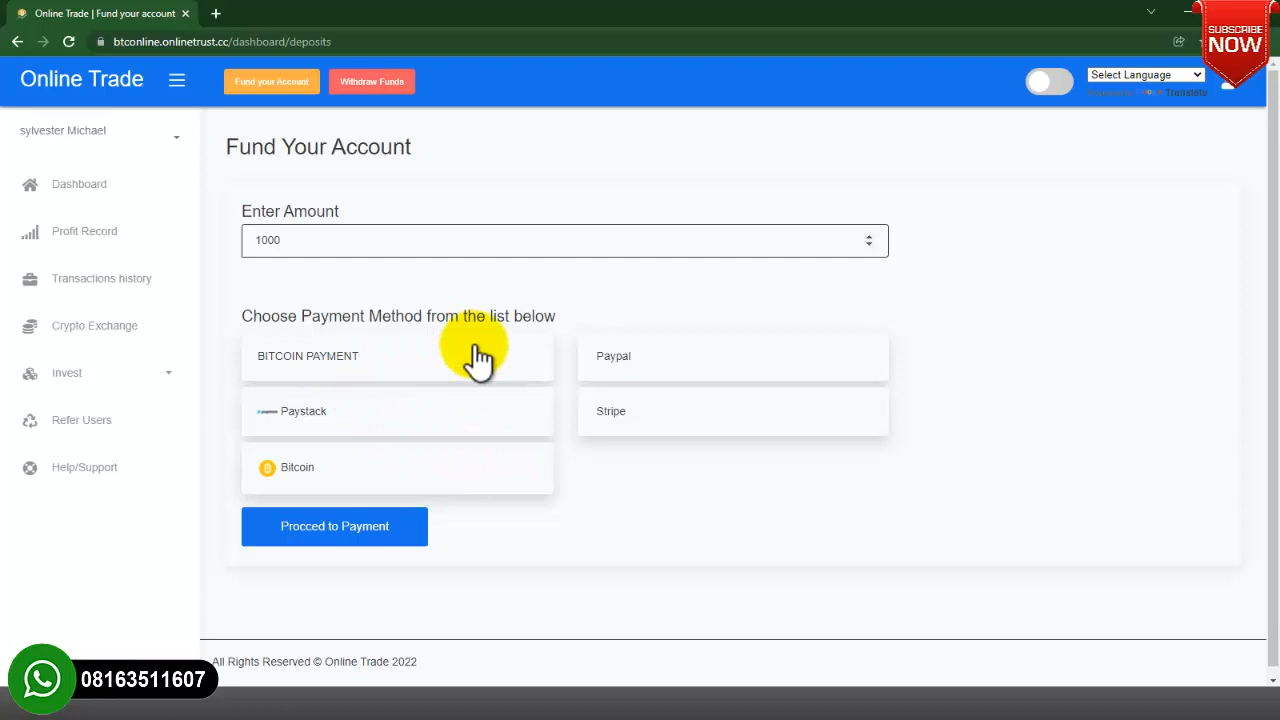 Online Trade | Fund your account
btconline.onlinetrust.cc/dashboard/deposits
SUBSCRIBE
NOW
Online Trade
Fund your Account
Withdraw Funds
Select Language
Translate
sylvester Michael
Dashboard
Profit Record
Transactions history
Crypto Exchange
Invest
Refer Users
Help/Support
Fund Your Account
Enter Amount
1000
Choose Payment Method from the list below
BITCOIN PAYMENT
Paypal
Paystack
Stripe
Bitcoin
Procced to Payment
All Rights Reserved © Online Trade 2022
08163511607